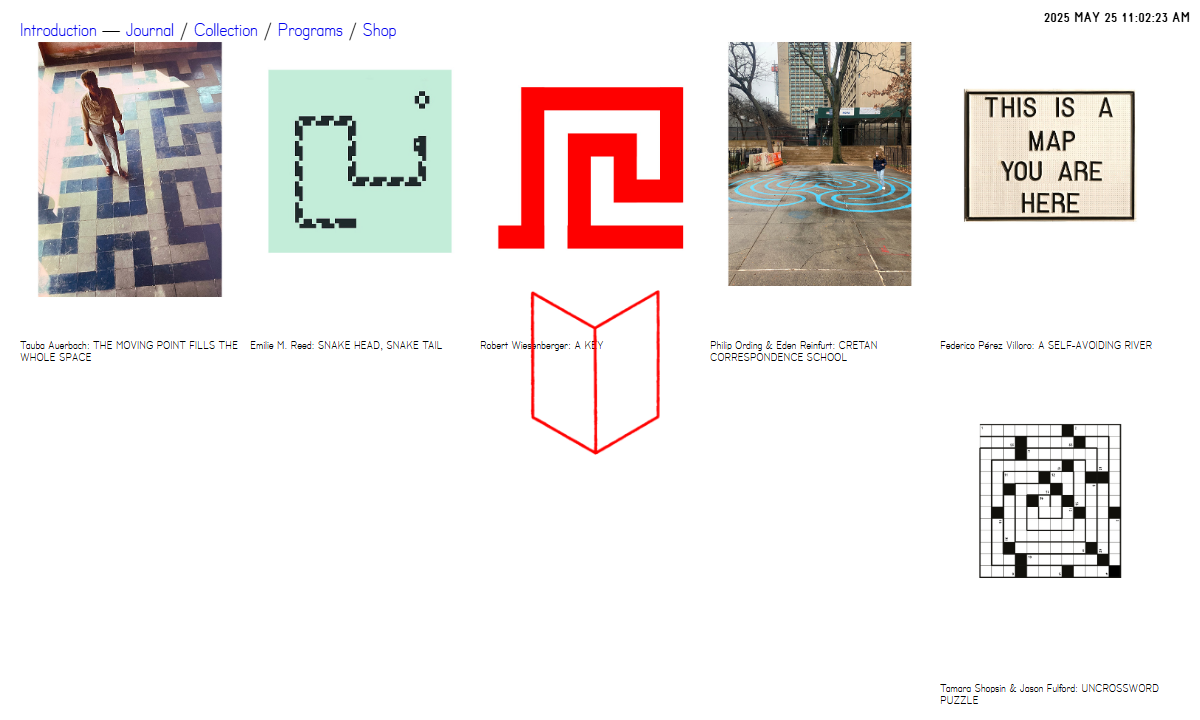 2025 MAY 25 11:02:23 AM
Introduction — Journal / Collection / Programs / Shop
THIS IS A
MAP
YOU ARE
HERE
Tauba Auerbach: THE MOVING POINT FILLS THE
WHOLE SPACE
Emilie M. Reed: SNAKE HEAD, SNAKE TAIL
Robert Wiesenberger: A KEY
Philip Ording & Eden Reinfurt: CRETAN
CORRESPONDENCE SCHOOL
Federico Pérez Villoro: A SELF-AVOIDING RIVER
Tamara Shopsin & Jason Fulford: UNCROSSWORD
PUZZLE